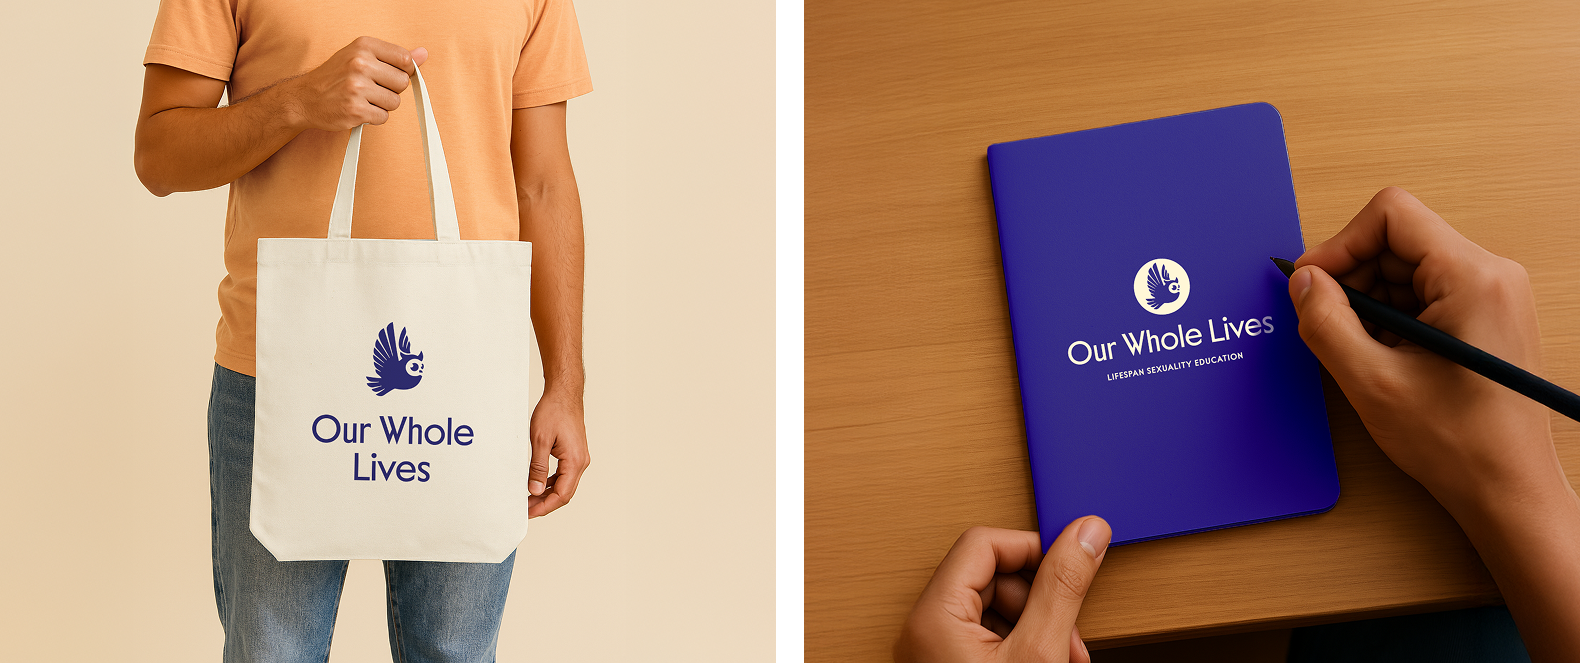 Our Whole
Lives
Our Whole Lives
LIFESPAN SEXUALITY EDUCATION